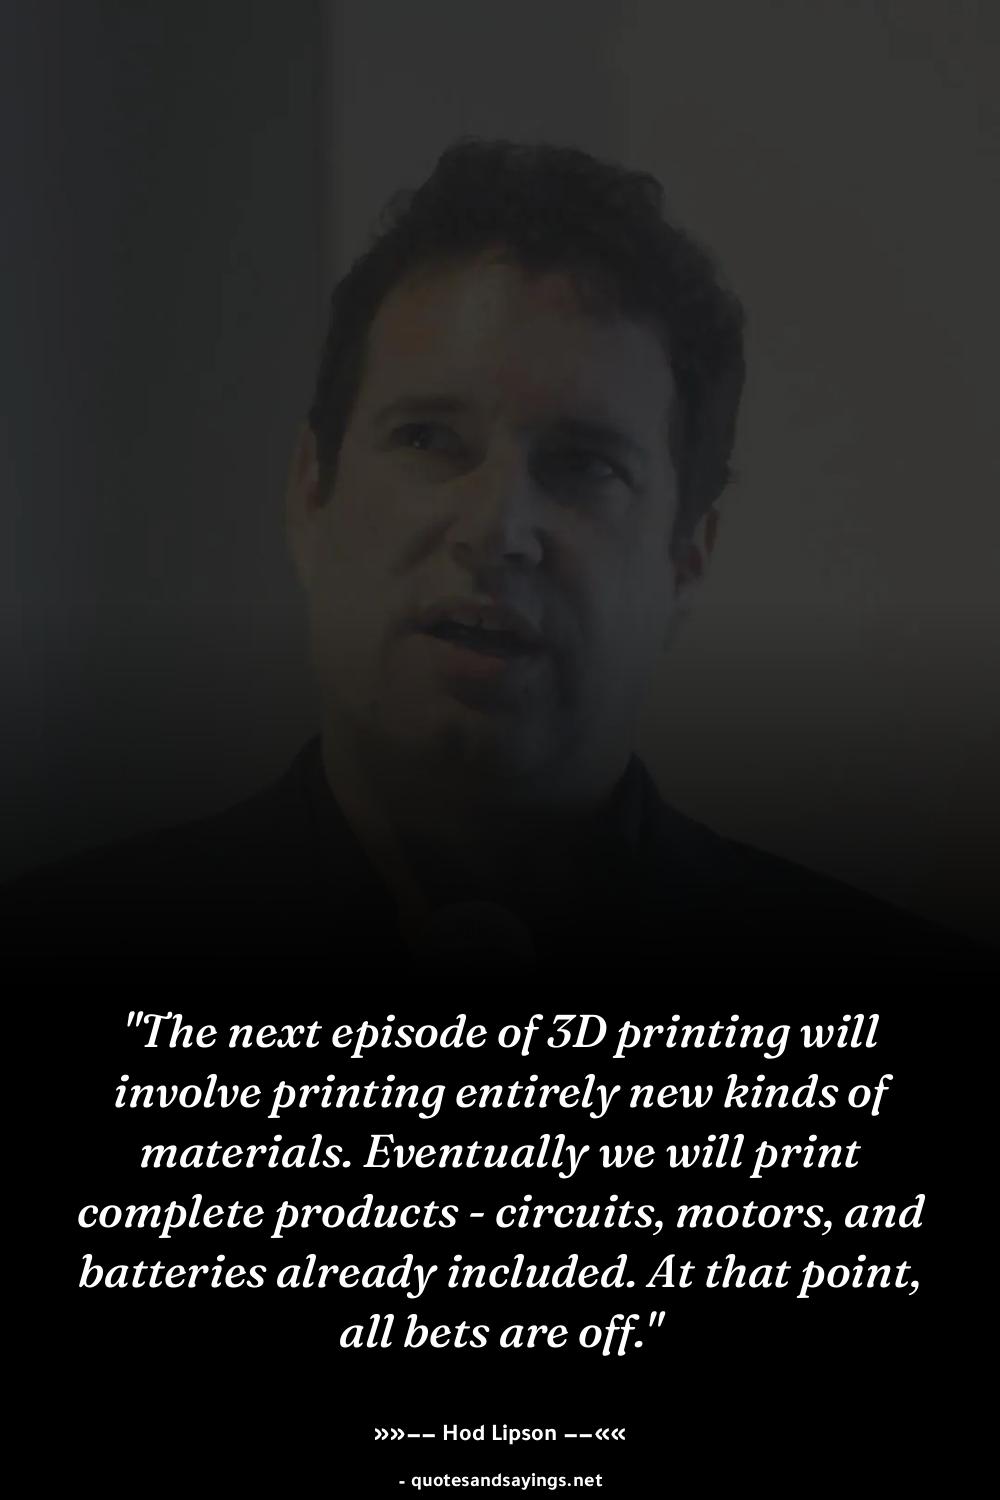 "The next episode of 3D printing will
involve printing entirely new kinds of
materials. Eventually we will print
complete products - circuits, motors, and
batteries already included. At that point,
all bets are off."
»»−− Hod Lipson −−««
- quotesandsayings.net